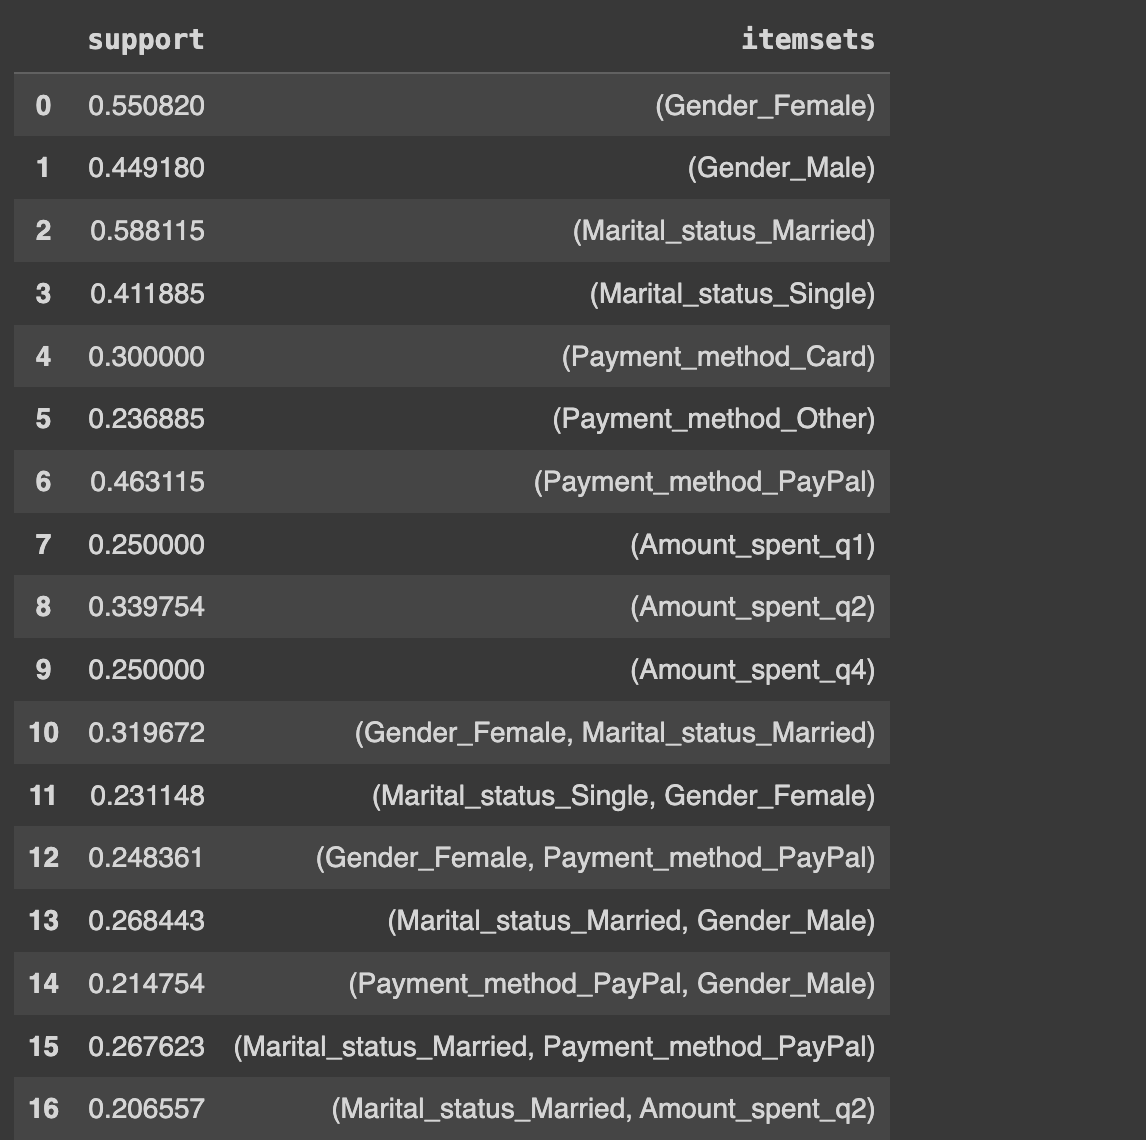 support itemsets
0 0.550820 (Gender_Female)
1 0.449180 (Gender_Male)
2 0.588115 (Marital_status_Married)
3 0.411885 (Marital_status_Single)
4 0.300000 (Payment_method_Card)
5 0.236885 (Payment_method_Other)
6 0.463115 (Payment_method_PayPal)
7 0.250000 (Amount_spent_q1)
8 0.339754 (Amount_spent_q2)
9 0.250000 (Amount_spent_q4)
10 0.319672 (Gender_Female, Marital_status_Married)
11 0.231148 (Marital_status_Single, Gender_Female)
12 0.248361 (Gender_Female, Payment_method_PayPal)
13 0.268443 (Marital_status_Married, Gender_Male)
14 0.214754 (Payment_method_PayPal, Gender_Male)
15 0.267623 (Marital_status_Married, Payment_method_PayPal)
16 0.206557 (Marital_status_Married, Amount_spent_q2)